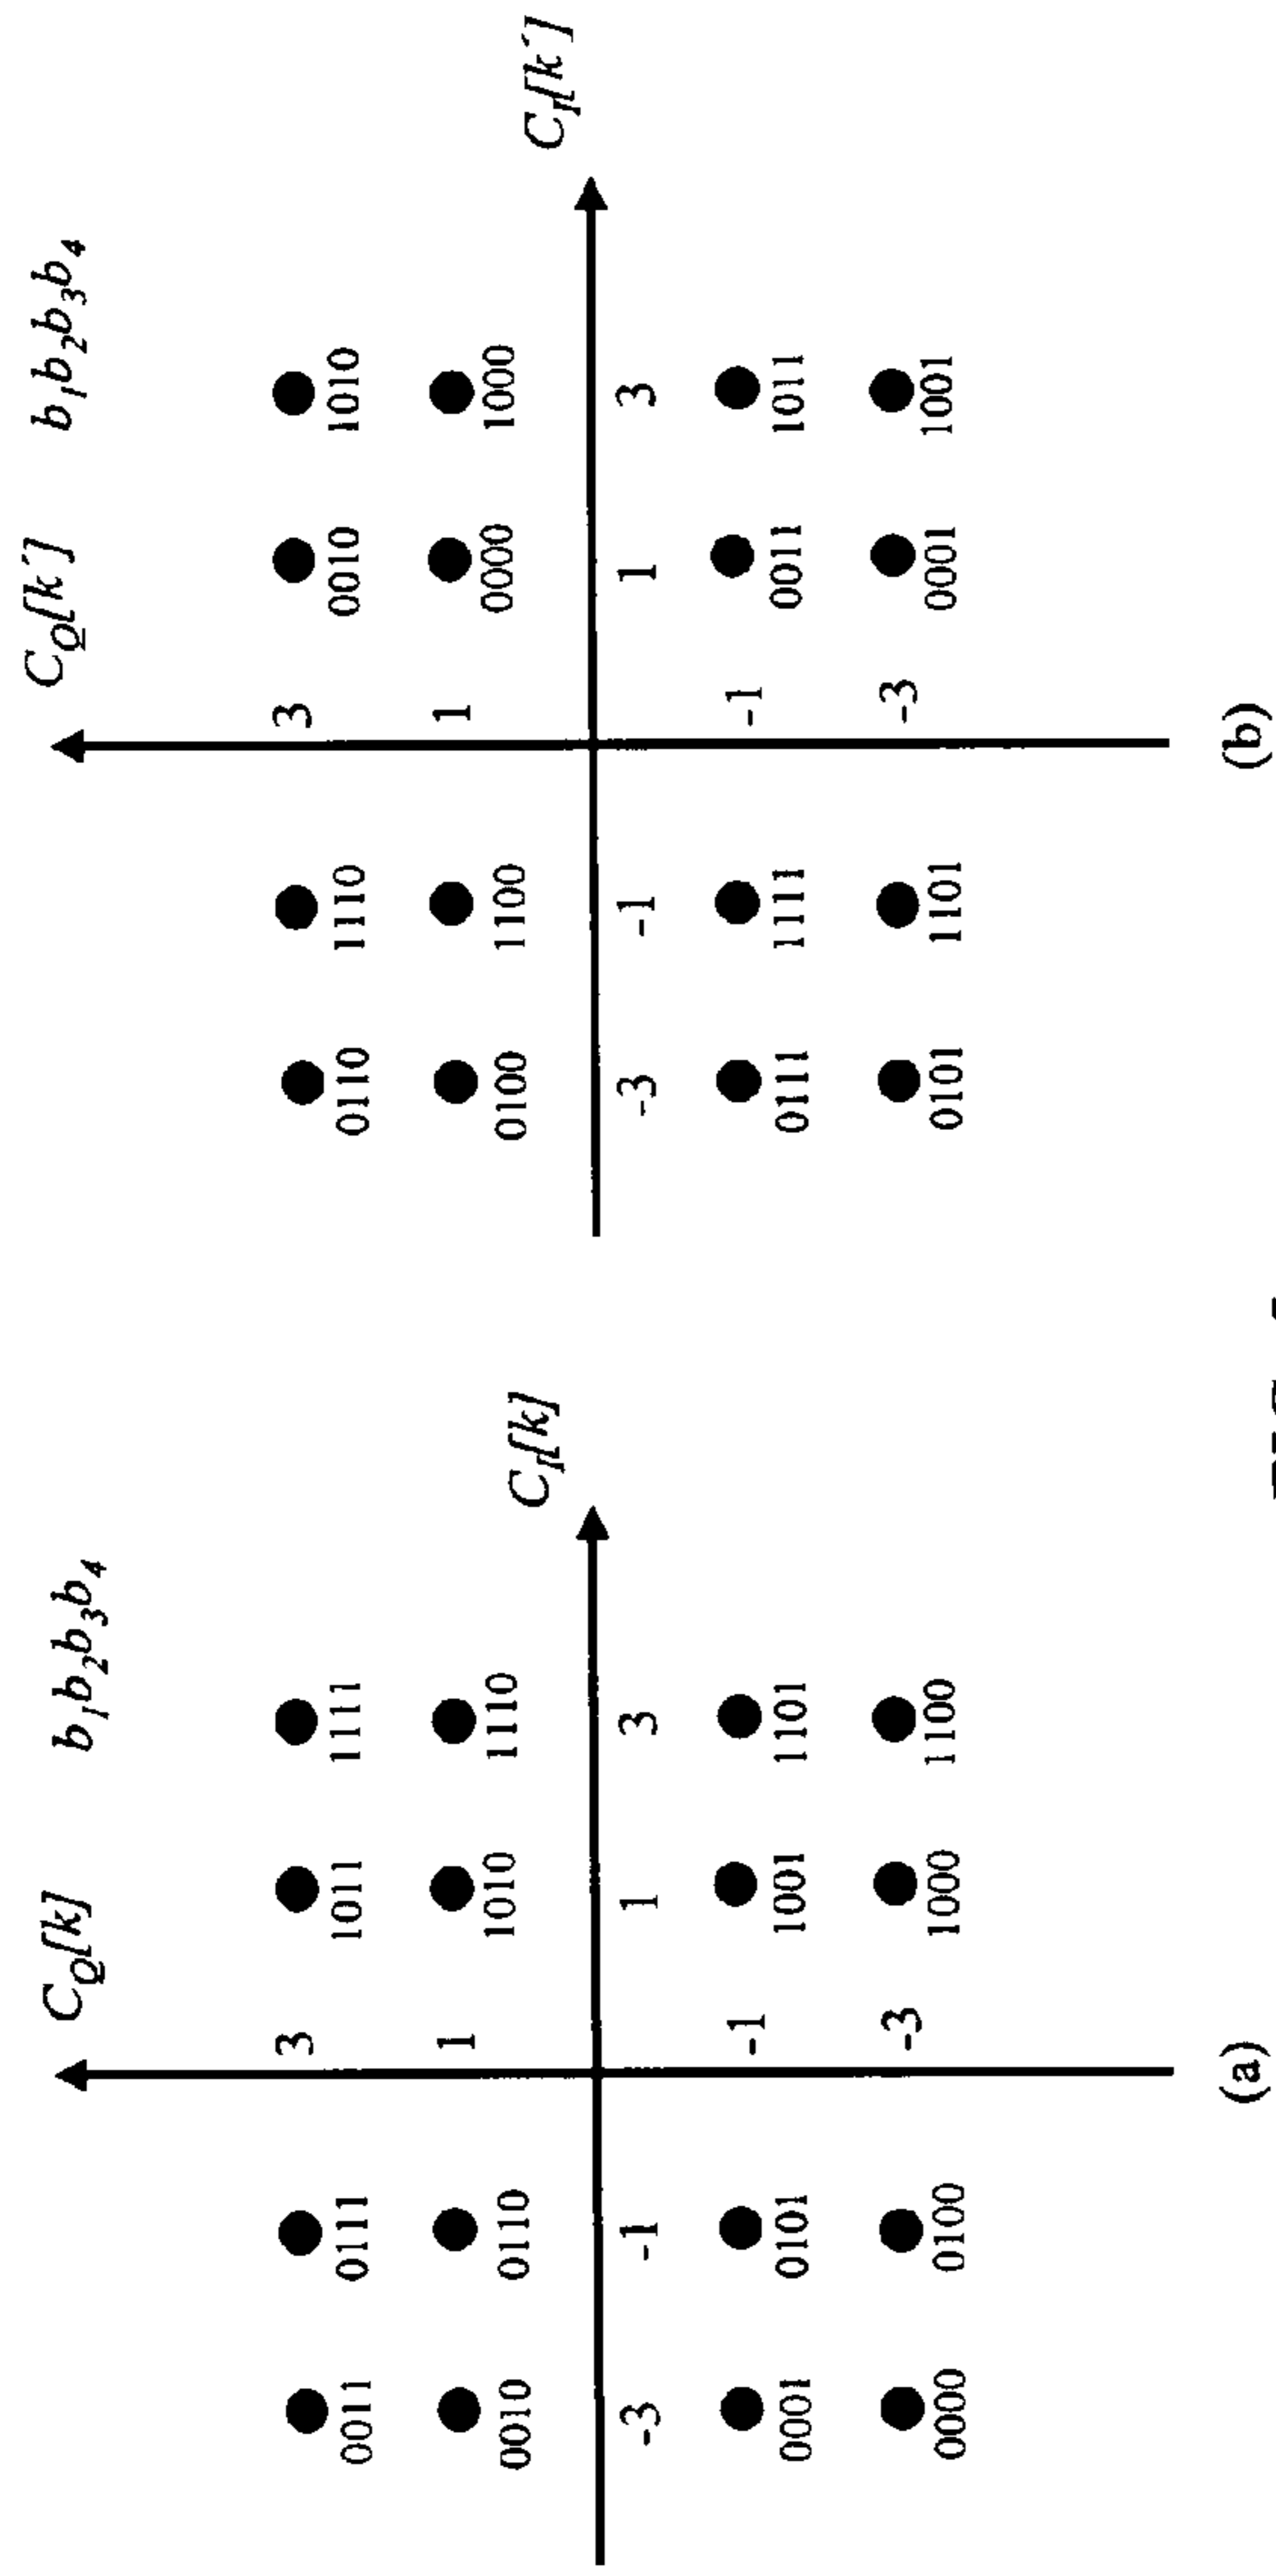 C_Q[k] b_1b_2b_3b_4
0011 0111 3 1011 1111
0010 0110 1 1010 1110
C_I[k]
-3 -1 1 3
0001 0101 -1 1001 1101
0000 0100 -3 1000 1100
(a)
C_Q[k´] b_1b_2b_3b_4
0110 1110 3 0010 1010
0100 1100 1 0000 1000
C_I[k´]
-3 -1 1 3
0111 1111 -1 0011 1011
0101 1101 -3 0001 1001
(b)